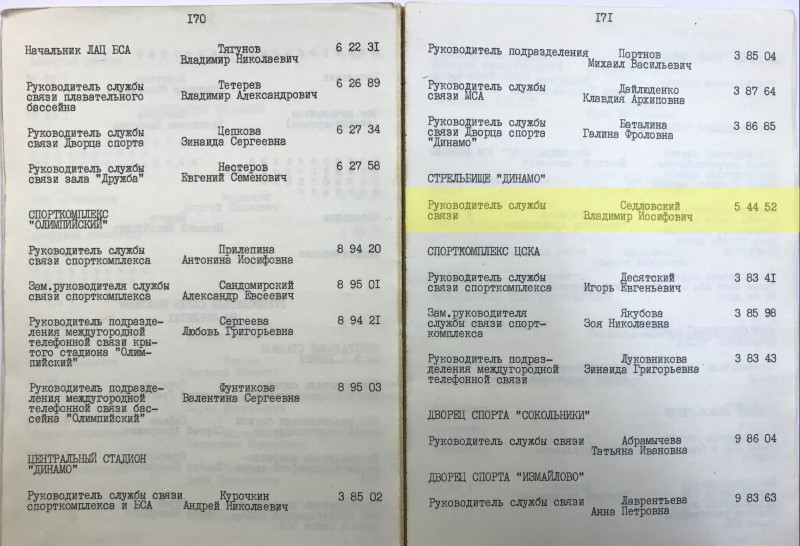 170
Начальник ЛАЦ БСА Тягунов 6 22 31
Владимир Николаевич
Руководитель службы Тетерев 6 26 89
связи плавательного Владимир Александрович
бассейна
Руководитель службы Цепкова 6 27 34
связи Дворца спорта Зинаида Сергеевна
Руководитель службы Нестеров 6 27 58
связи зала "Дружба" Евгений Семенович
СПОРТКОМПЛЕКС
"ОЛИМПИЙСКИЙ"
Руководитель службы Прилепина 8 94 20
связи спорткомплекса Антонина Иосифовна
Зам.руководителя службы Сандомирский 8 95 01
связи спорткомплекса Александр Евсеевич
Руководитель подразде- Сергеева 8 94 21
ления междугородной Любовь Григорьевна
телефонной связи кры-
того стадиона "Олим-
пийский"
Руководитель подразде- Фунтикова 8 95 03
ления междугородной Валентина Сергеевна
телефонной связи бас-
сейна "Олимпийский"
ЦЕНТРАЛЬНЫЙ СТАДИОН
"ДИНАМО"
Руководитель службы связи Курочкин 3 85 02
спорткомплекса и БСА Андрей Николаевич
171
Руководитель подразделения Портнов 3 85 04
Михаил Васильевич
Руководитель службы Дайлюденко 3 87 64
связи МСА Клавдия Архиповна
Руководитель службы Баталина 3 86 85
связи Дворца спорта Галина Фроловна
"Динамо"
СТРЕЛЬБИЩЕ "ДИНАМО"
Руководитель службы Седловский 5 44 52
связи Владимир Иосифович
СПОРТКОМПЛЕКС ЦСКА
Руководитель службы Десятский 3 83 41
связи спорткомплекса Игорь Евгеньевич
Зам.руководителя Якубова 3 85 98
службы связи спорт- Зоя Николаевна
комплекса
Руководитель подраз- Луковникова 3 83 43
деления междугородной Зинаида Григорьевна
телефонной связи
ДВОРЕЦ СПОРТА "СОКОЛЬНИКИ"
Руководитель службы связи Абрамычева 9 86 04
Татьяна Ивановна
ДВОРЕЦ СПОРТА "ИЗМАЙЛОВО"
Руководитель службы связи Лаврентьева 9 83 63
Анна Петровна